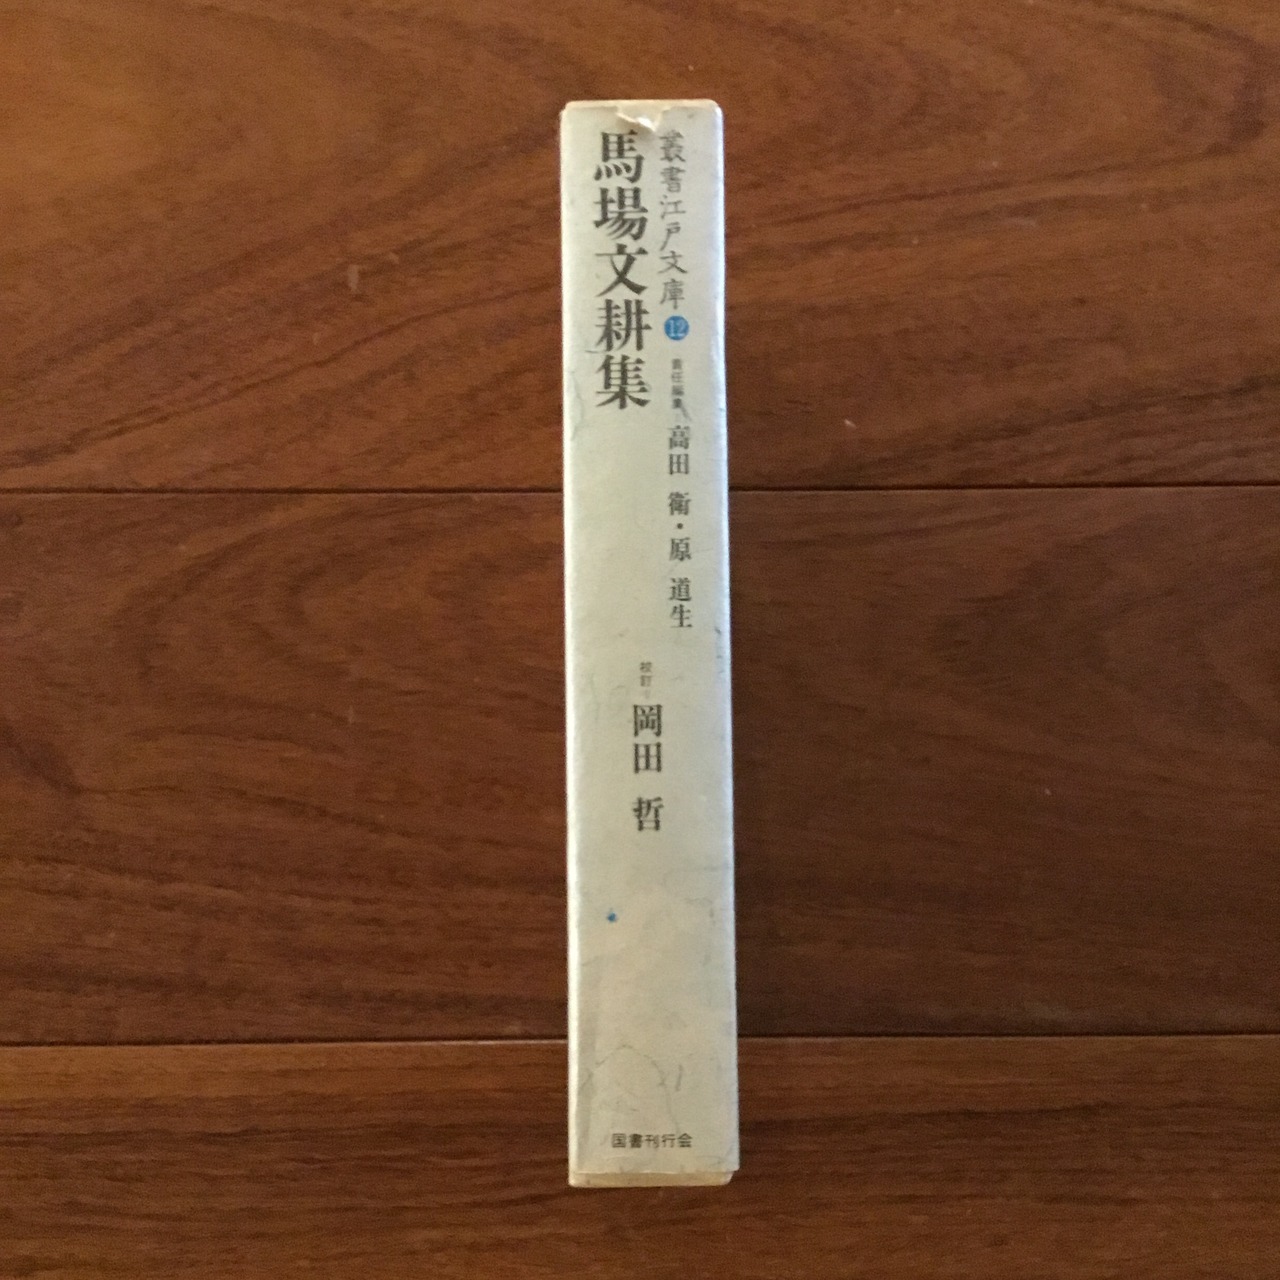 叢書江戸文庫 12 責任編集 高田 衛・原 道生
馬場文耕集
校訂 岡田 哲
国書刊行会